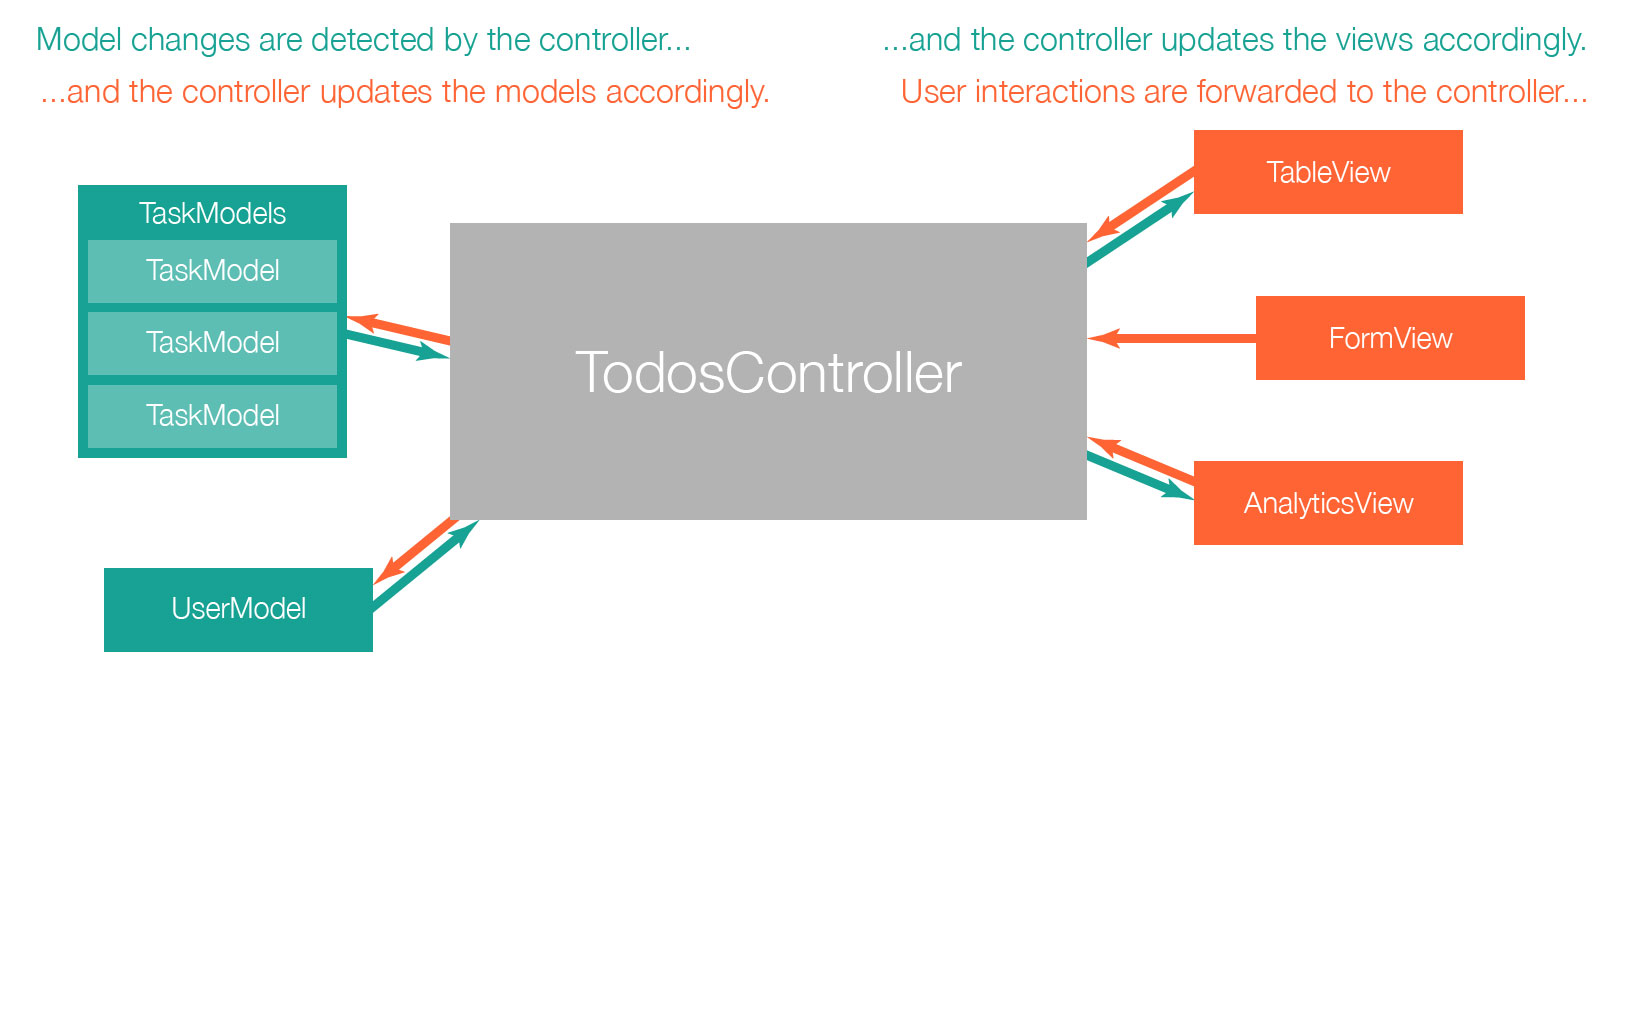 Model changes are detected by the controller...
...and the controller updates the models accordingly.
...and the controller updates the views accordingly.
User interactions are forwarded to the controller...
TaskModels
TaskModel
TaskModel
TaskModel
UserModel
TodosController
TableView
FormView
AnalyticsView